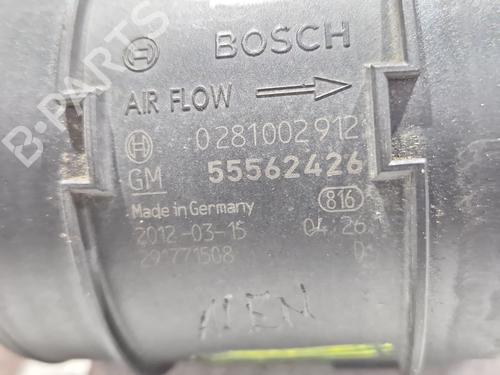 BOSCH
AIR FLOW
0 281 002 912
GM 55562426
Made in Germany 816
2012-03-15 04:26
291771508 D
B-Parts